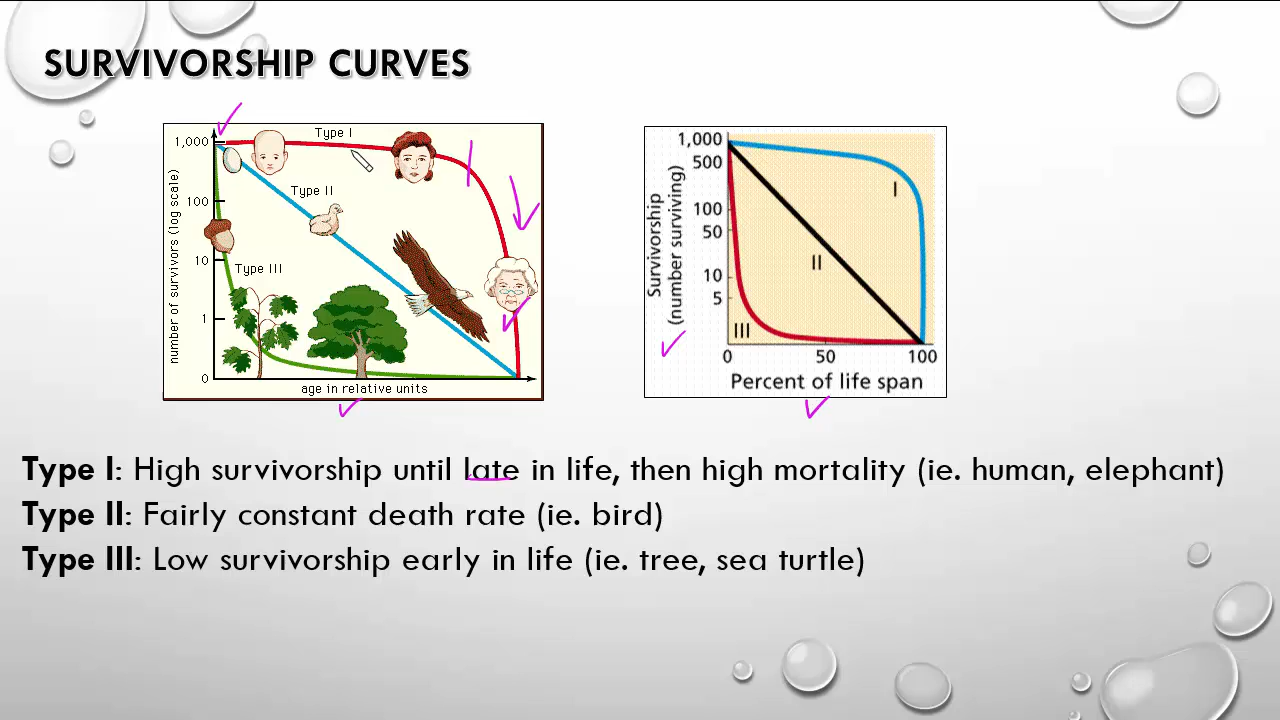 SURVIVORSHIP CURVES
number of survivors (log scale)
1,000
100
10
1
0
Type I
Type II
Type III
age in relative units
Survivorship
(number surviving)
1,000
500
100
50
10
5
I
II
III
0 50 100
Percent of life span
Type I: High survivorship until late in life, then high mortality (ie. human, elephant)
Type II: Fairly constant death rate (ie. bird)
Type III: Low survivorship early in life (ie. tree, sea turtle)